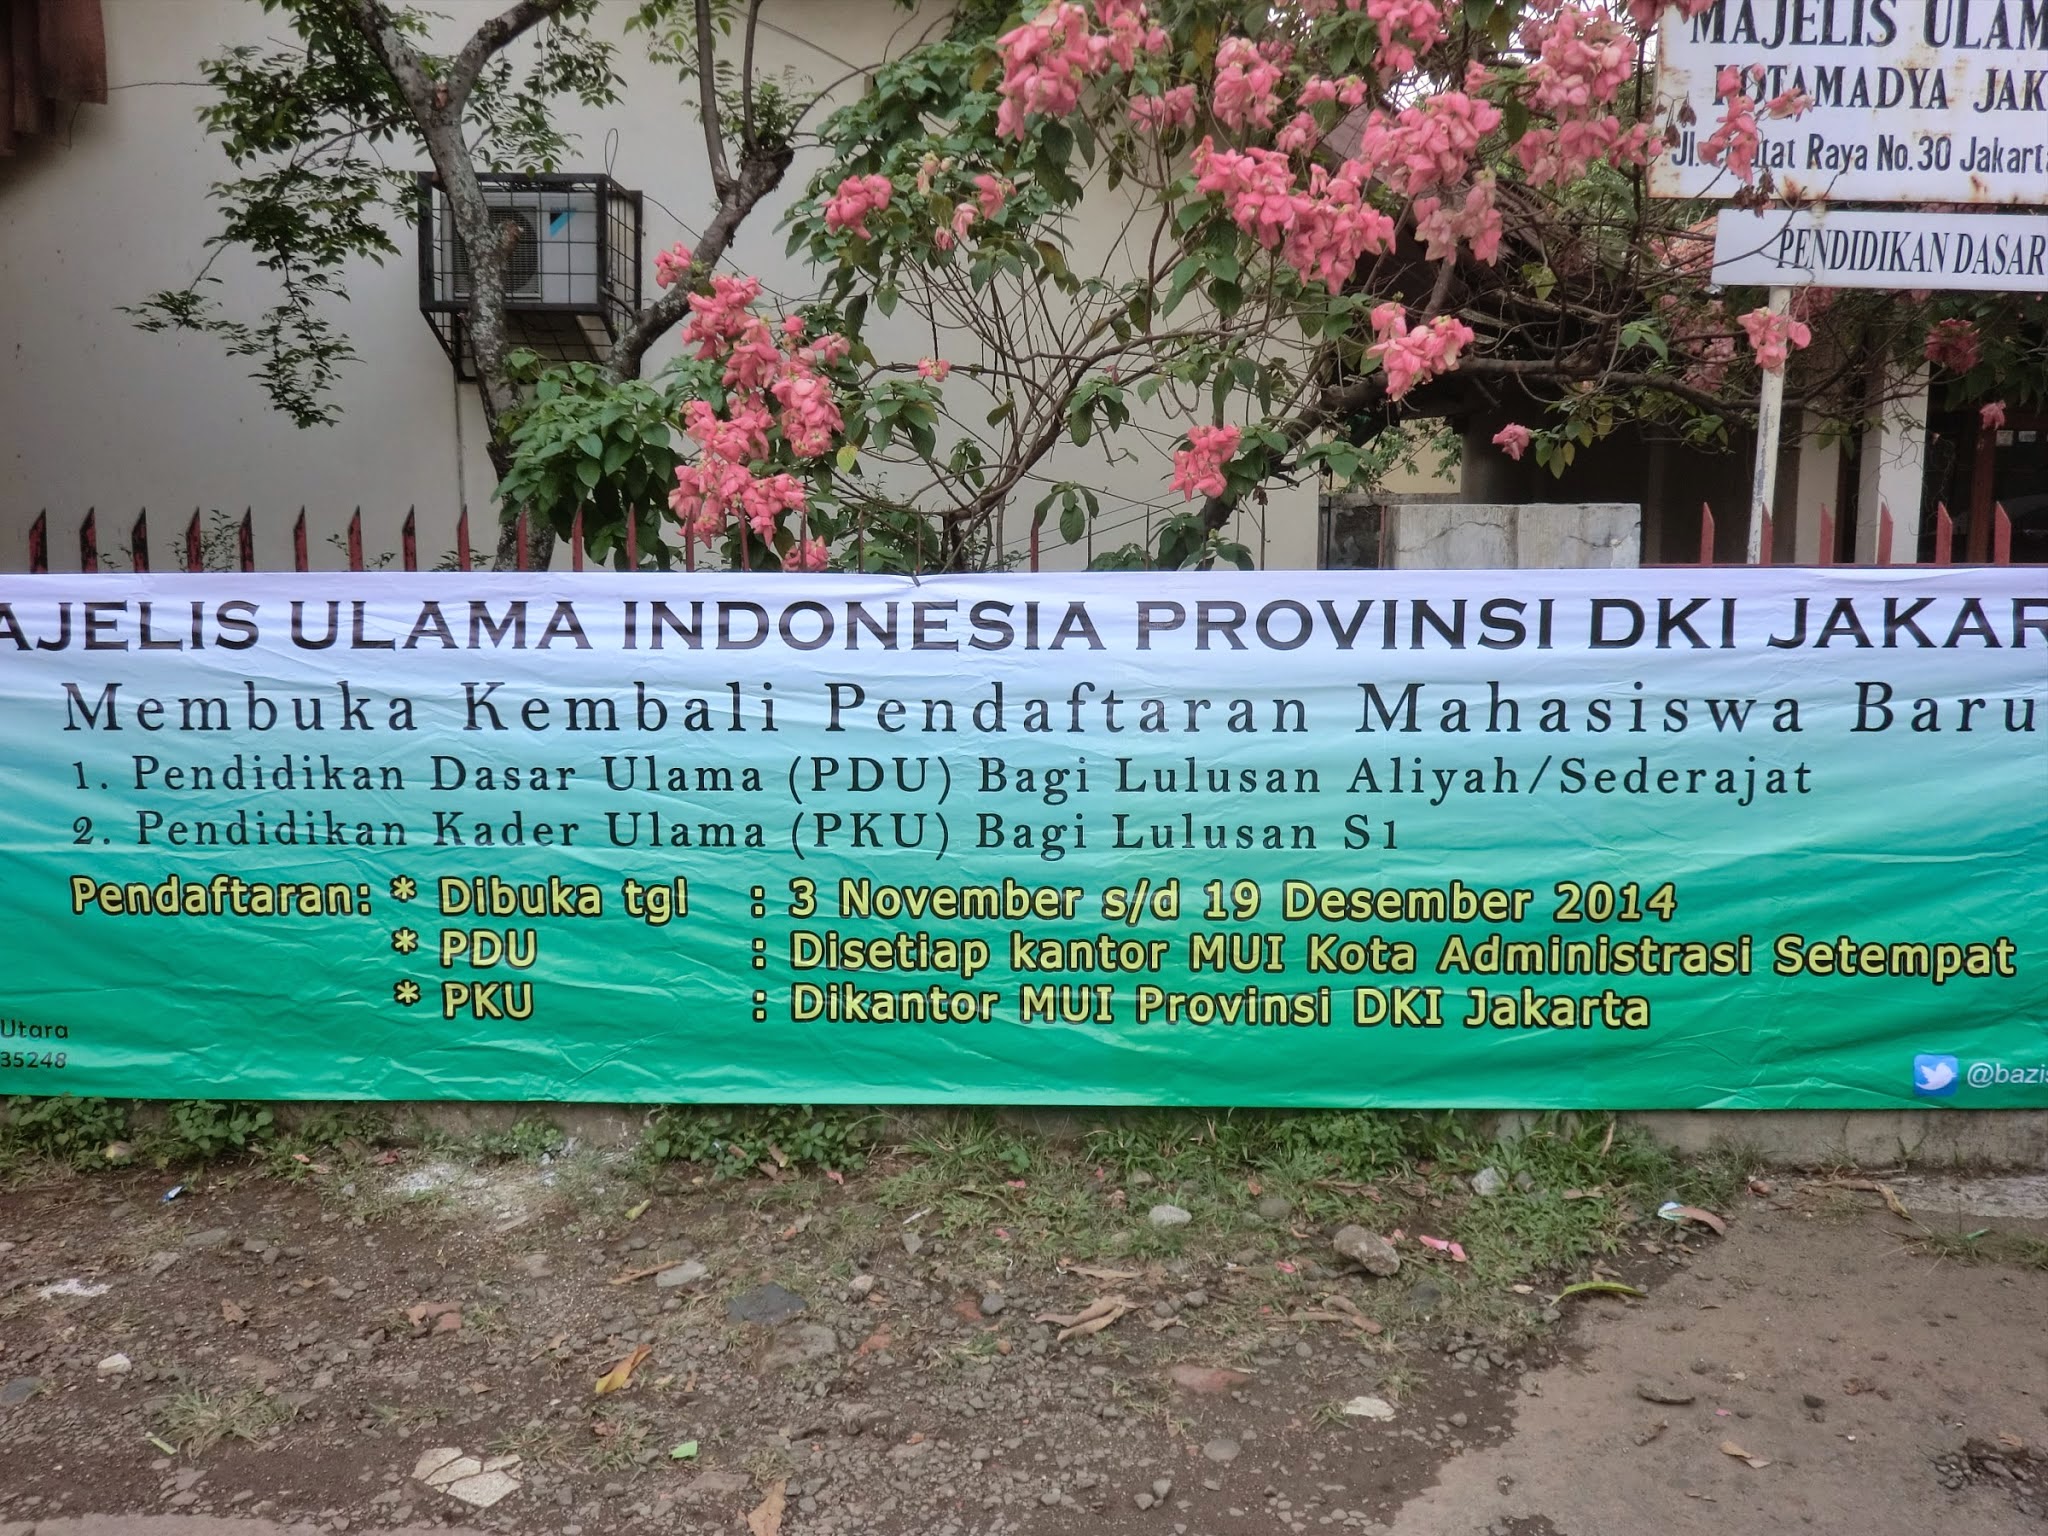 MAJELIS ULAM
KOTAMADYA JAK
Raya No.30 Jakart
PENDIDIKAN DASAR
AJELIS ULAMA INDONESIA PROVINSI DKI JAKAR
Membuka Kembali Pendaftaran Mahasiswa Baru
1. Pendidikan Dasar Ulama (PDU) Bagi Lulusan Aliyah/Sederajat
2. Pendidikan Kader Ulama (PKU) Bagi Lulusan S1
Pendaftaran: * Dibuka tgl : 3 November s/d 19 Desember 2014
* PDU : Disetiap kantor MUI Kota Administrasi Setempat
* PKU : Dikantor MUI Provinsi DKI Jakarta
Utara
35248
@bazis